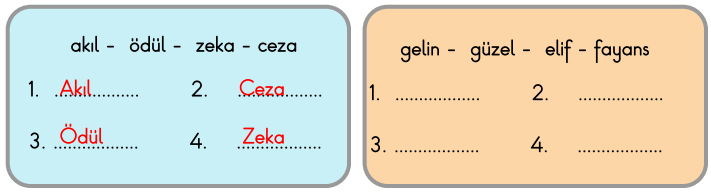 akıl - ödül - zeka - ceza
1. Akıl 2. Ceza
3. Ödül 4. Zeka
gelin - güzel - elif - fayans
1. .................. 2. ..................
3. .................. 4. ..................